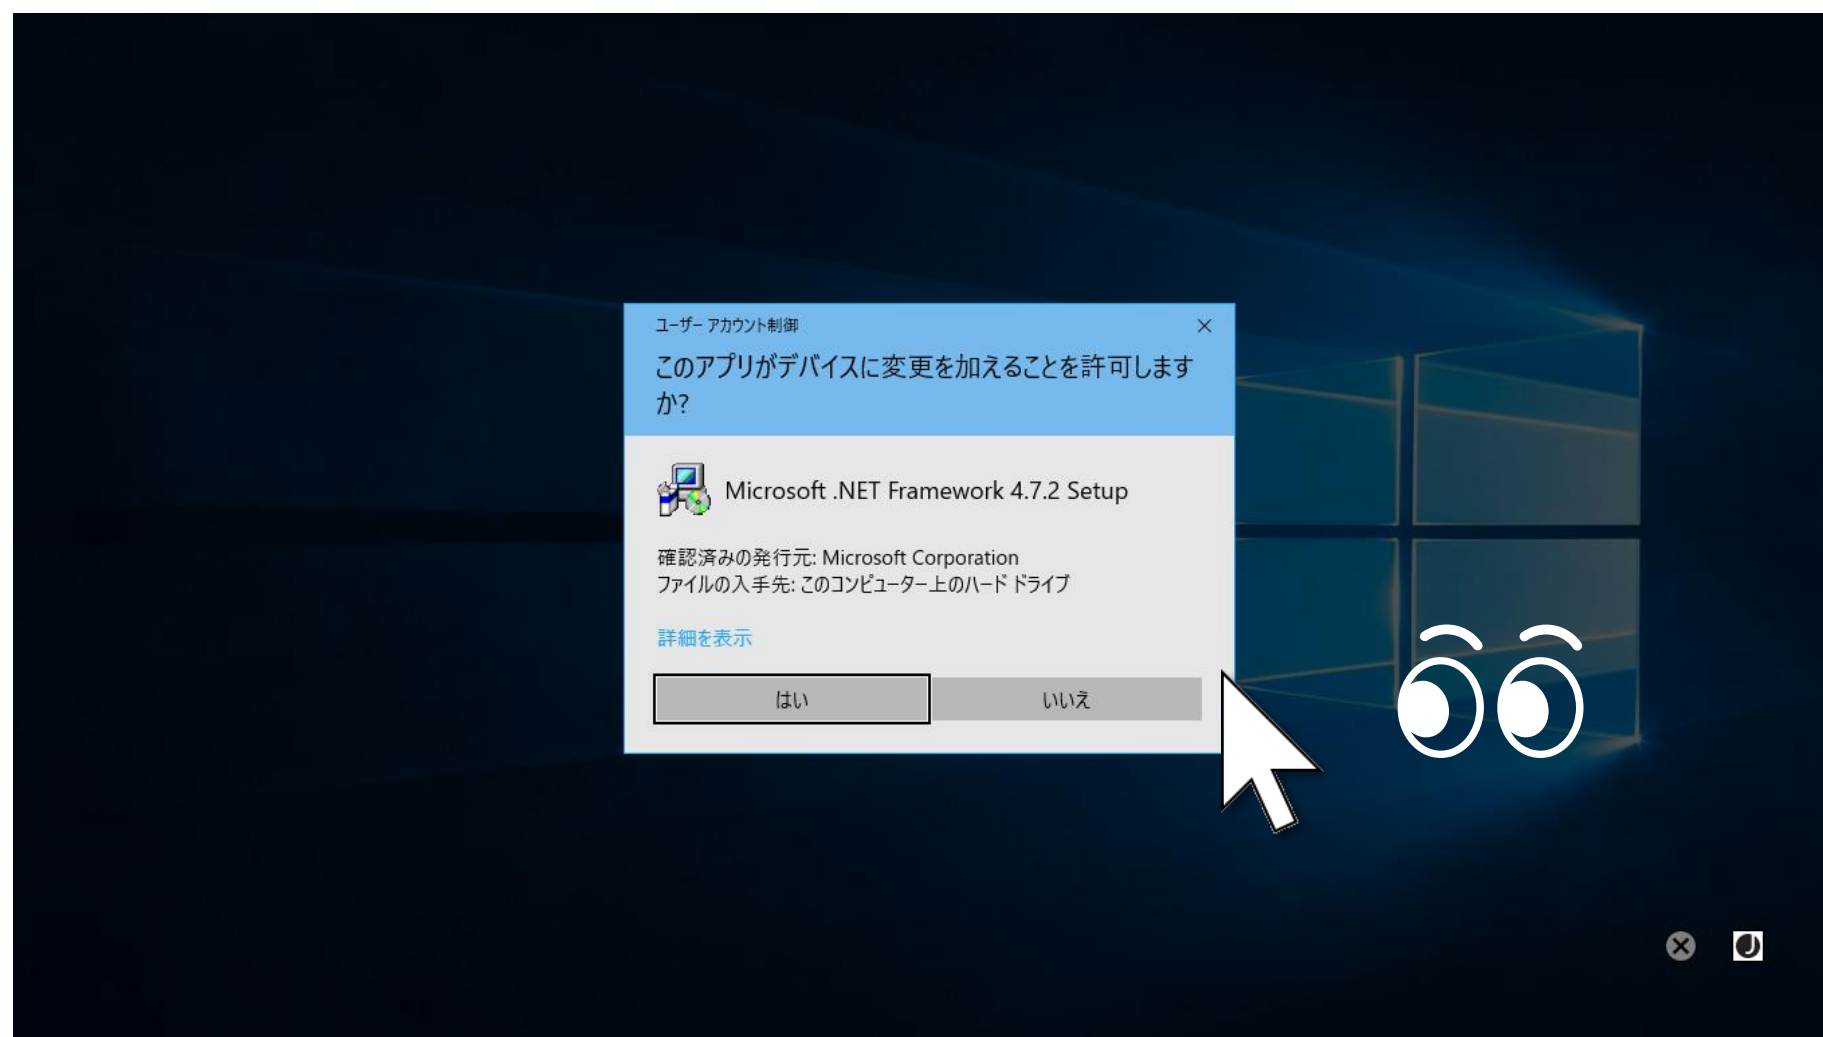 ユーザー アカウント制御
このアプリがデバイスに変更を加えることを許可します
か?
Microsoft .NET Framework 4.7.2 Setup
確認済みの発行元: Microsoft Corporation
ファイルの入手先: このコンピューター上のハード ドライブ
詳細を表示
はい
いいえ
J